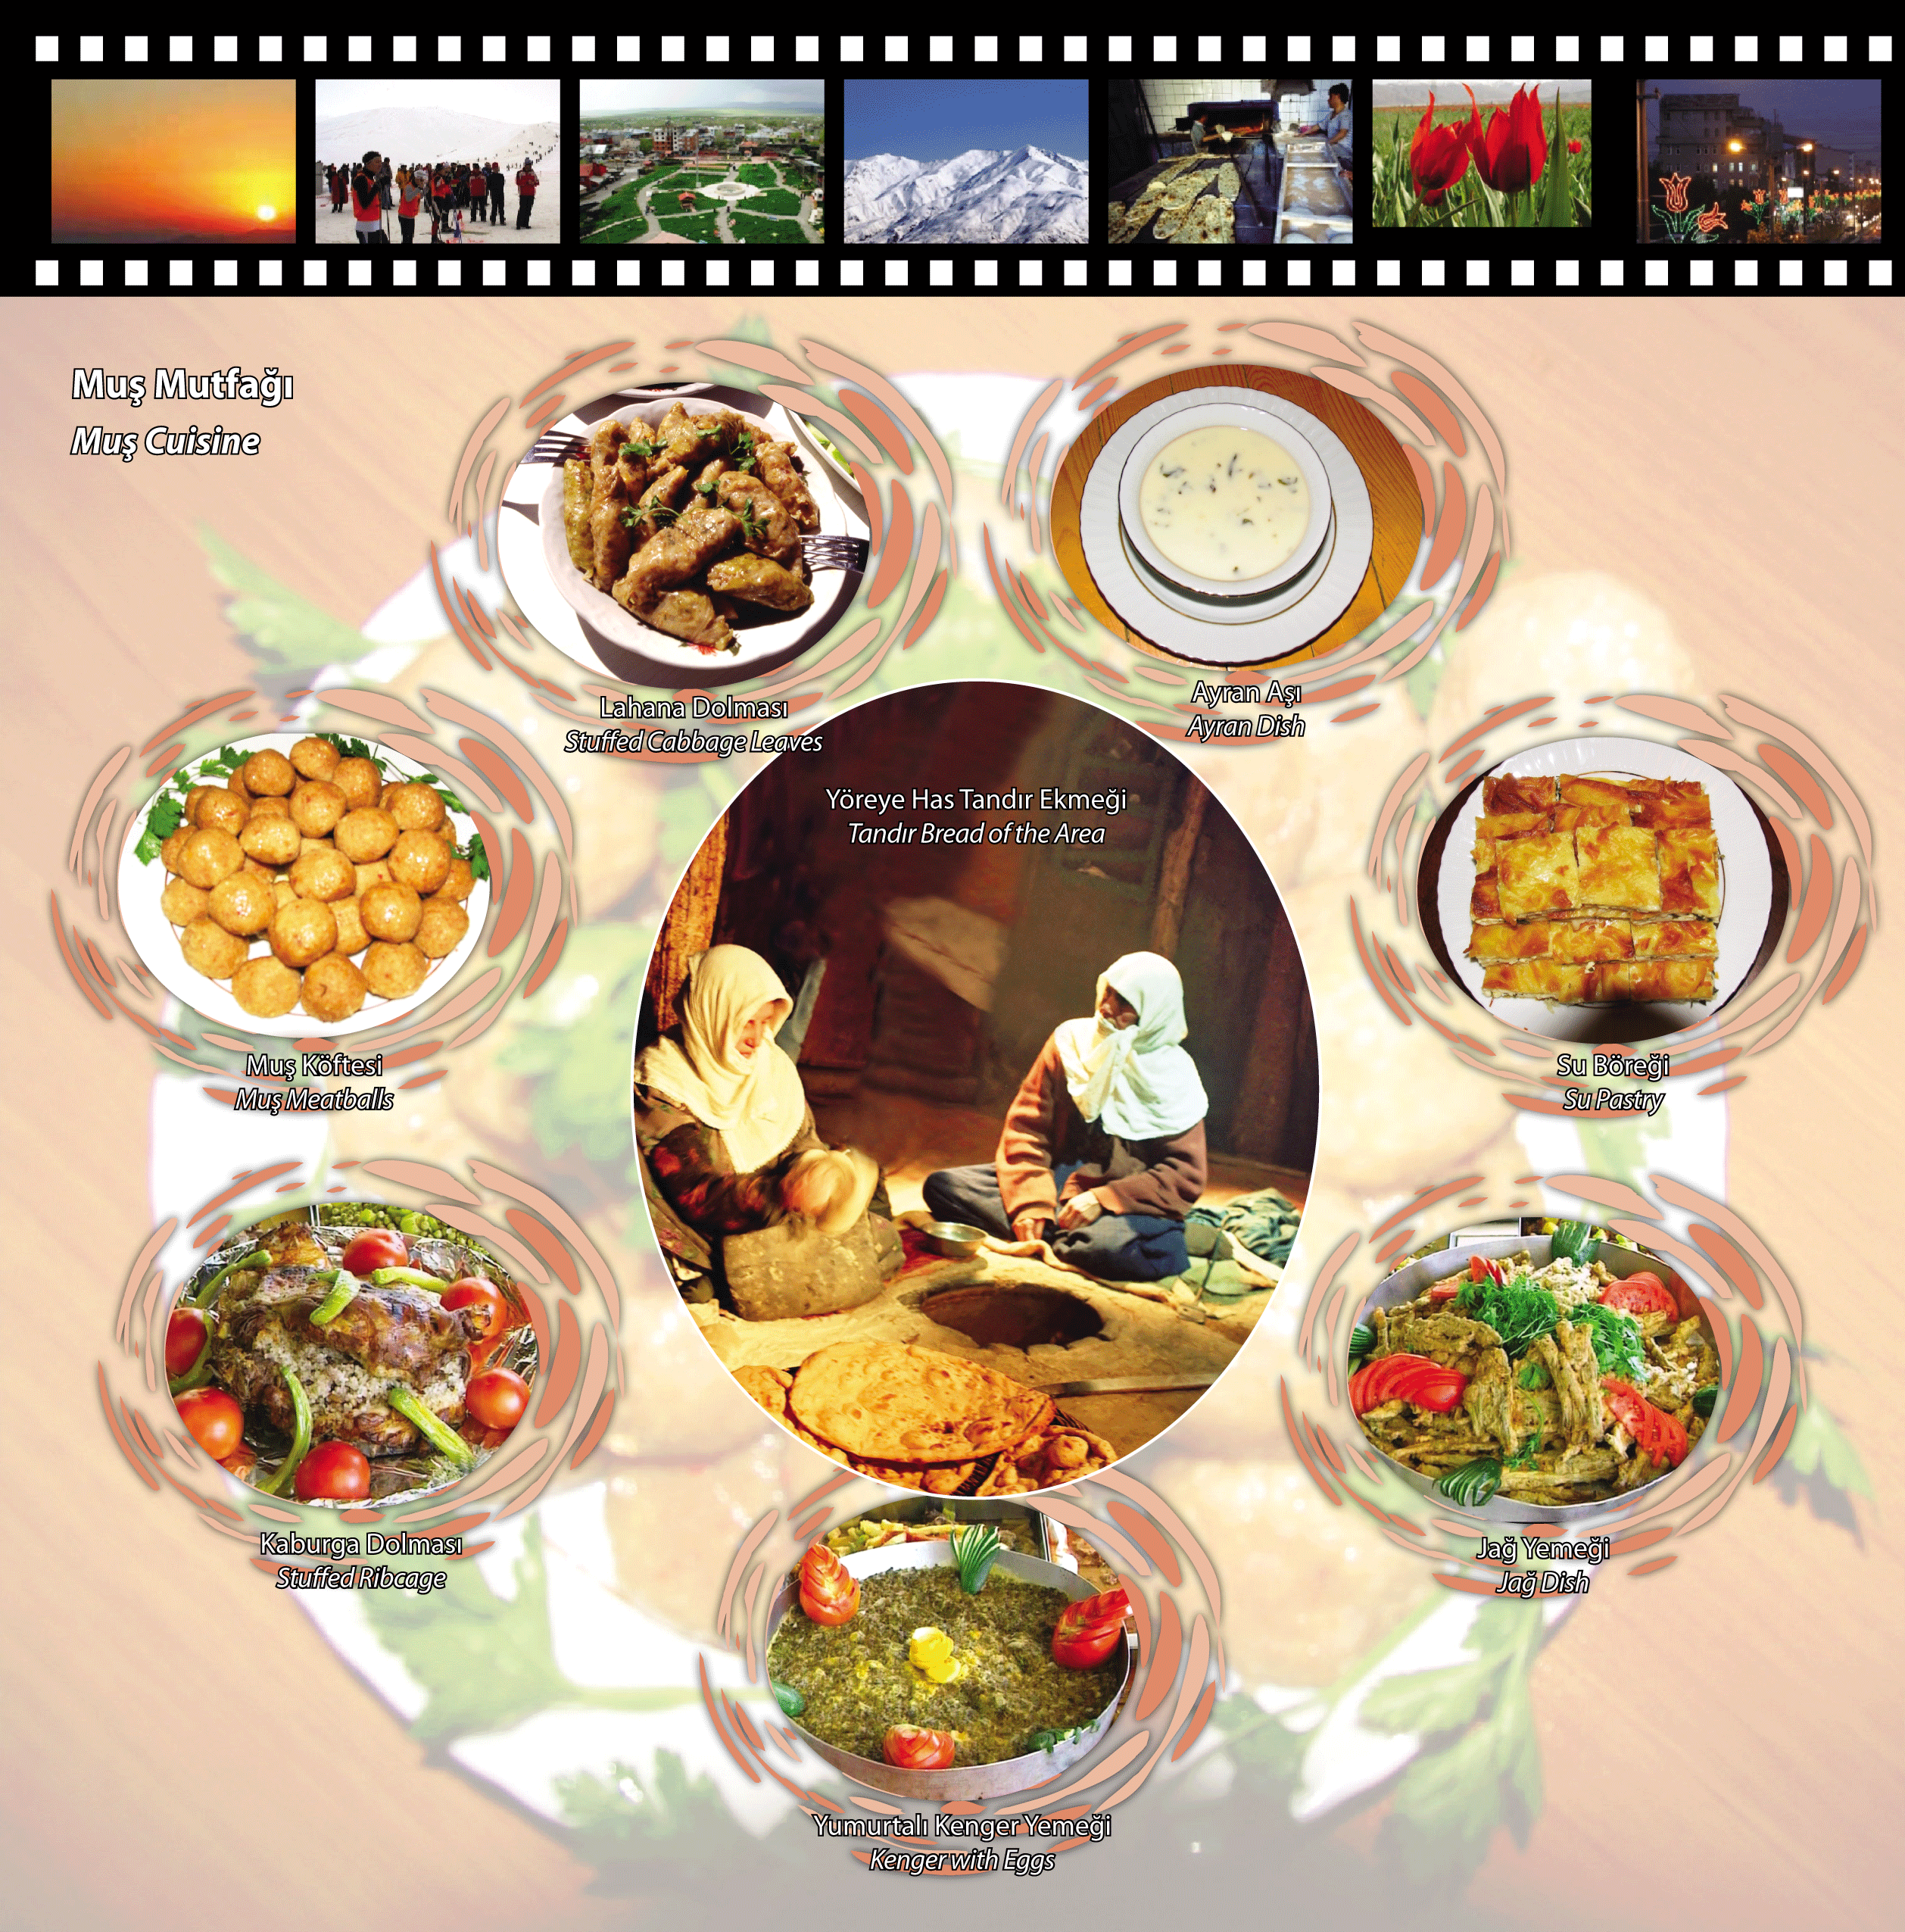 Muş Mutfağı
Muş Cuisine
Lahana Dolması
Stuffed Cabbage Leaves
Ayran Aşı
Ayran Dish
Yöreye Has Tandır Ekmeği
Tandır Bread of the Area
Muş Köftesi
Muş Meatballs
Su Böreği
Su Pastry
Kaburga Dolması
Stuffed Ribcage
Jağ Yemeği
Jağ Dish
Yumurtalı Kenger Yemeği
Kenger with Eggs